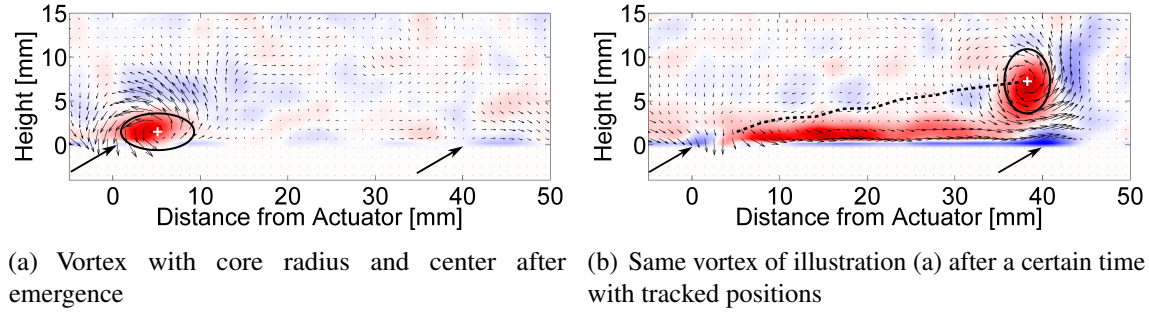 15
10
5
0
Height [mm]
0 10 20 30 40 50
Distance from Actuator [mm]
15
10
5
0
Height [mm]
0 10 20 30 40 50
Distance from Actuator [mm]
(a) Vortex with core radius and center after
emergence
(b) Same vortex of illustration (a) after a certain time
with tracked positions